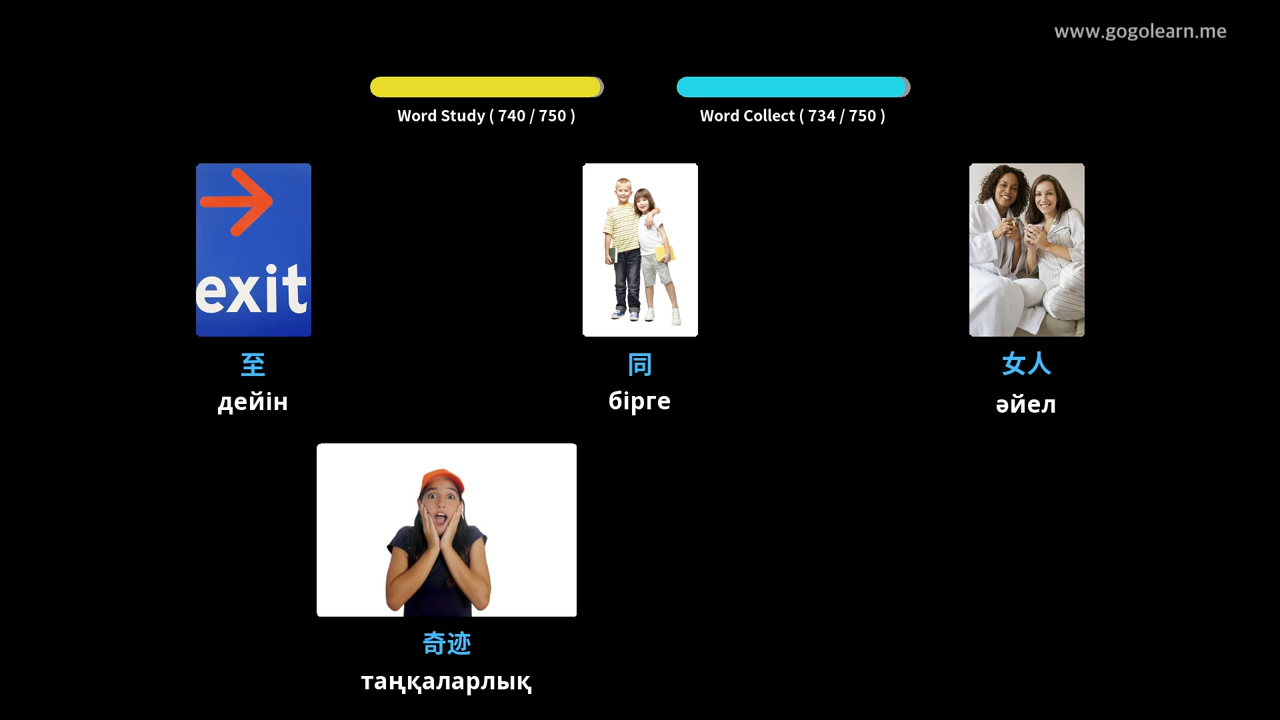 www.gogolearn.me
Word Study ( 740 / 750 )
Word Collect ( 734 / 750 )
exit
至
дейін
同
бірге
女人
әйел
奇迹
таңқаларлық